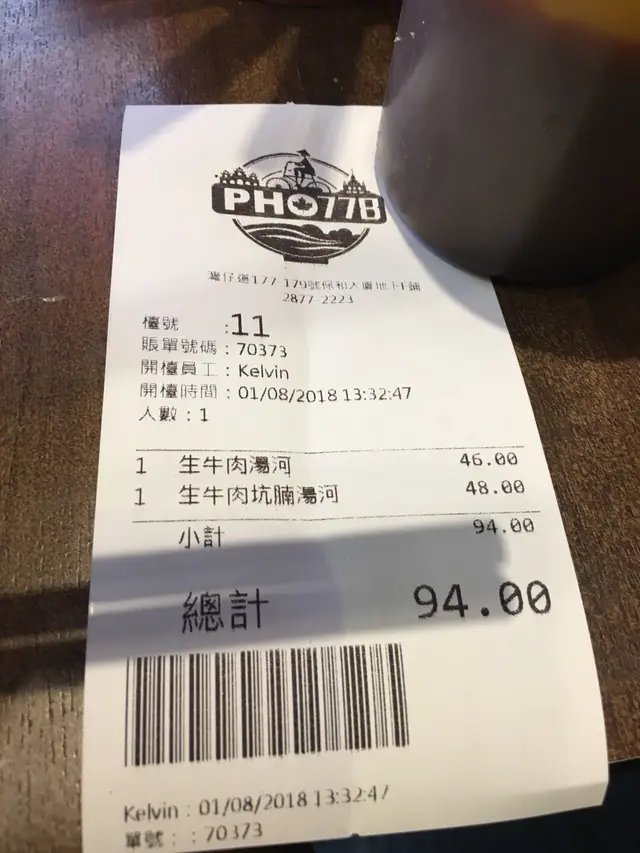 PHO77B
灣仔道177-179號保和大廈地下F鋪
2877-2223
檯號 :11
賬單號碼 : 70373
開檯員工 : Kelvin
開檯時間 : 01/08/2018 13:32:47
人數 : 1
1 生牛肉湯河 46.00
1 生牛肉坑腩湯河 48.00
小計 94.00
總計 94.00
Kelvin : 01/08/2018 13:32:47
單號 : : 70373